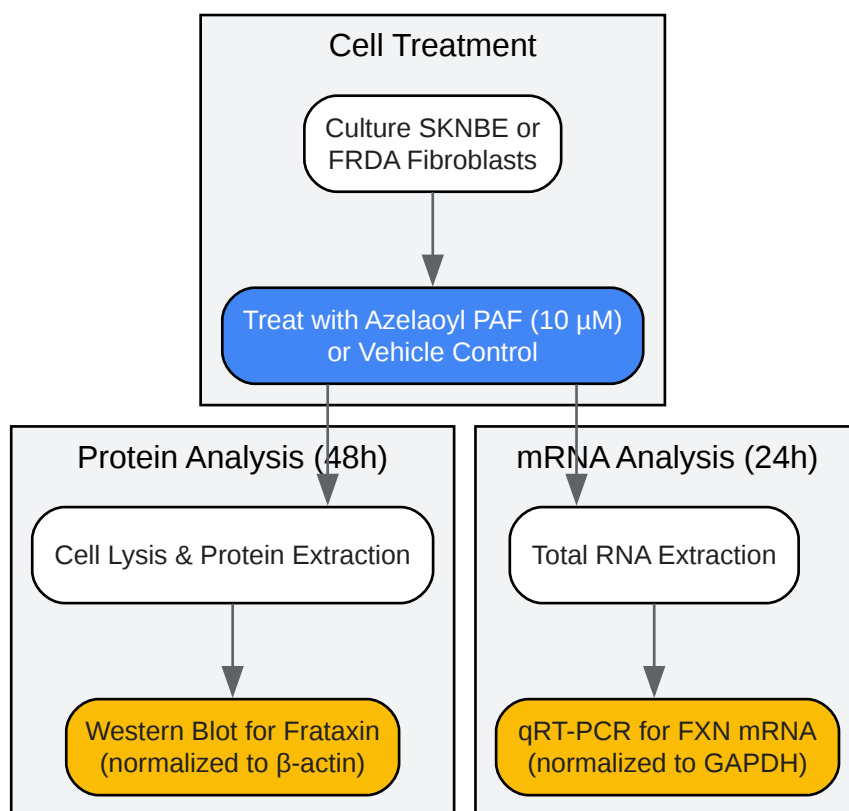 Cell Treatment
Culture SKNBE or
FRDA Fibroblasts
Treat with Azelaoyl PAF (10 µM)
or Vehicle Control
Protein Analysis (48h)
Cell Lysis & Protein Extraction
Western Blot for Frataxin
(normalized to β-actin)
mRNA Analysis (24h)
Total RNA Extraction
qRT-PCR for FXN mRNA
(normalized to GAPDH)